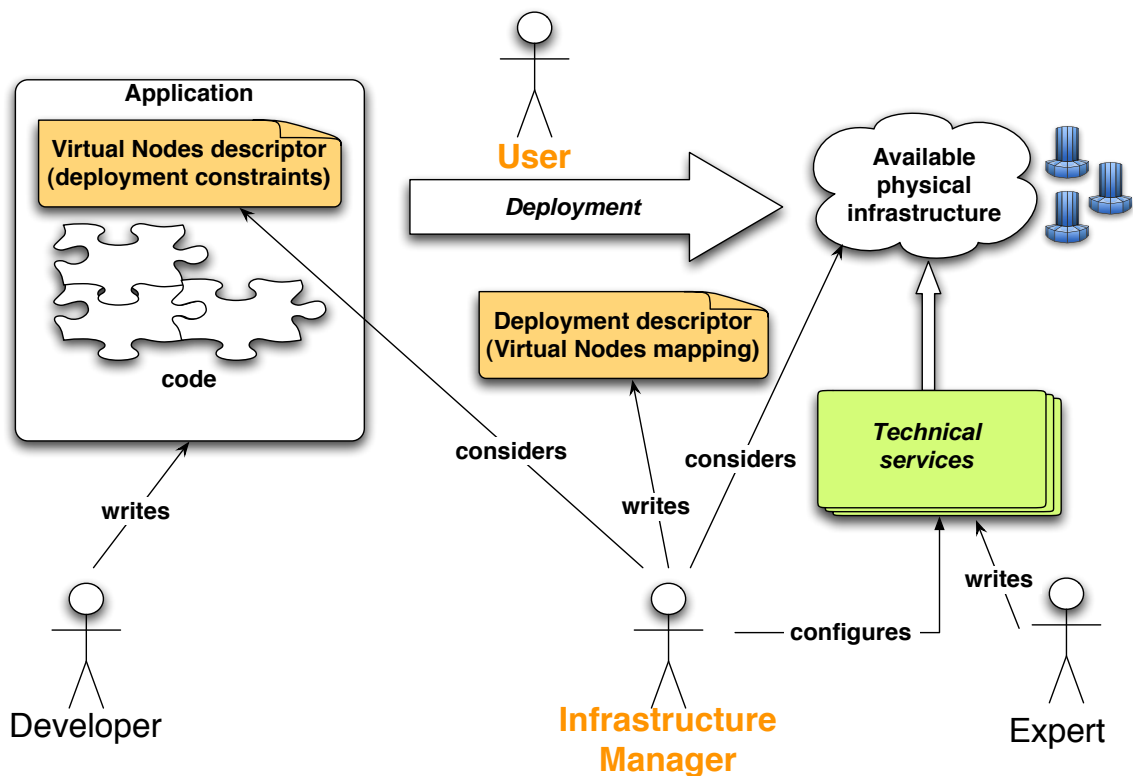 Application
Virtual Nodes descriptor
(deployment constraints)
code
User
Deployment
Available
physical
infrastructure
Deployment descriptor
(Virtual Nodes mapping)
Technical
services
considers
considers
writes
writes
writes
configures
Developer
Infrastructure
Manager
Expert